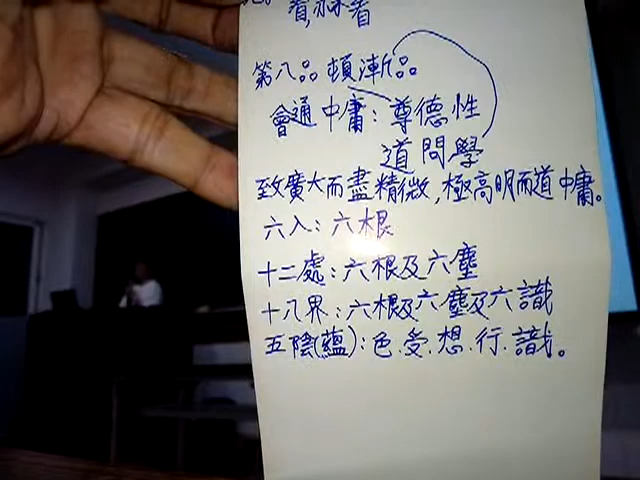 第八品 頓漸品
會通中庸:尊德性
道問學
致廣大而盡精微,極高明而道中庸。
六入:六根
十二處:六根及六塵
十八界:六根及六塵及六識
五陰(蘊):色.受.想.行.識。